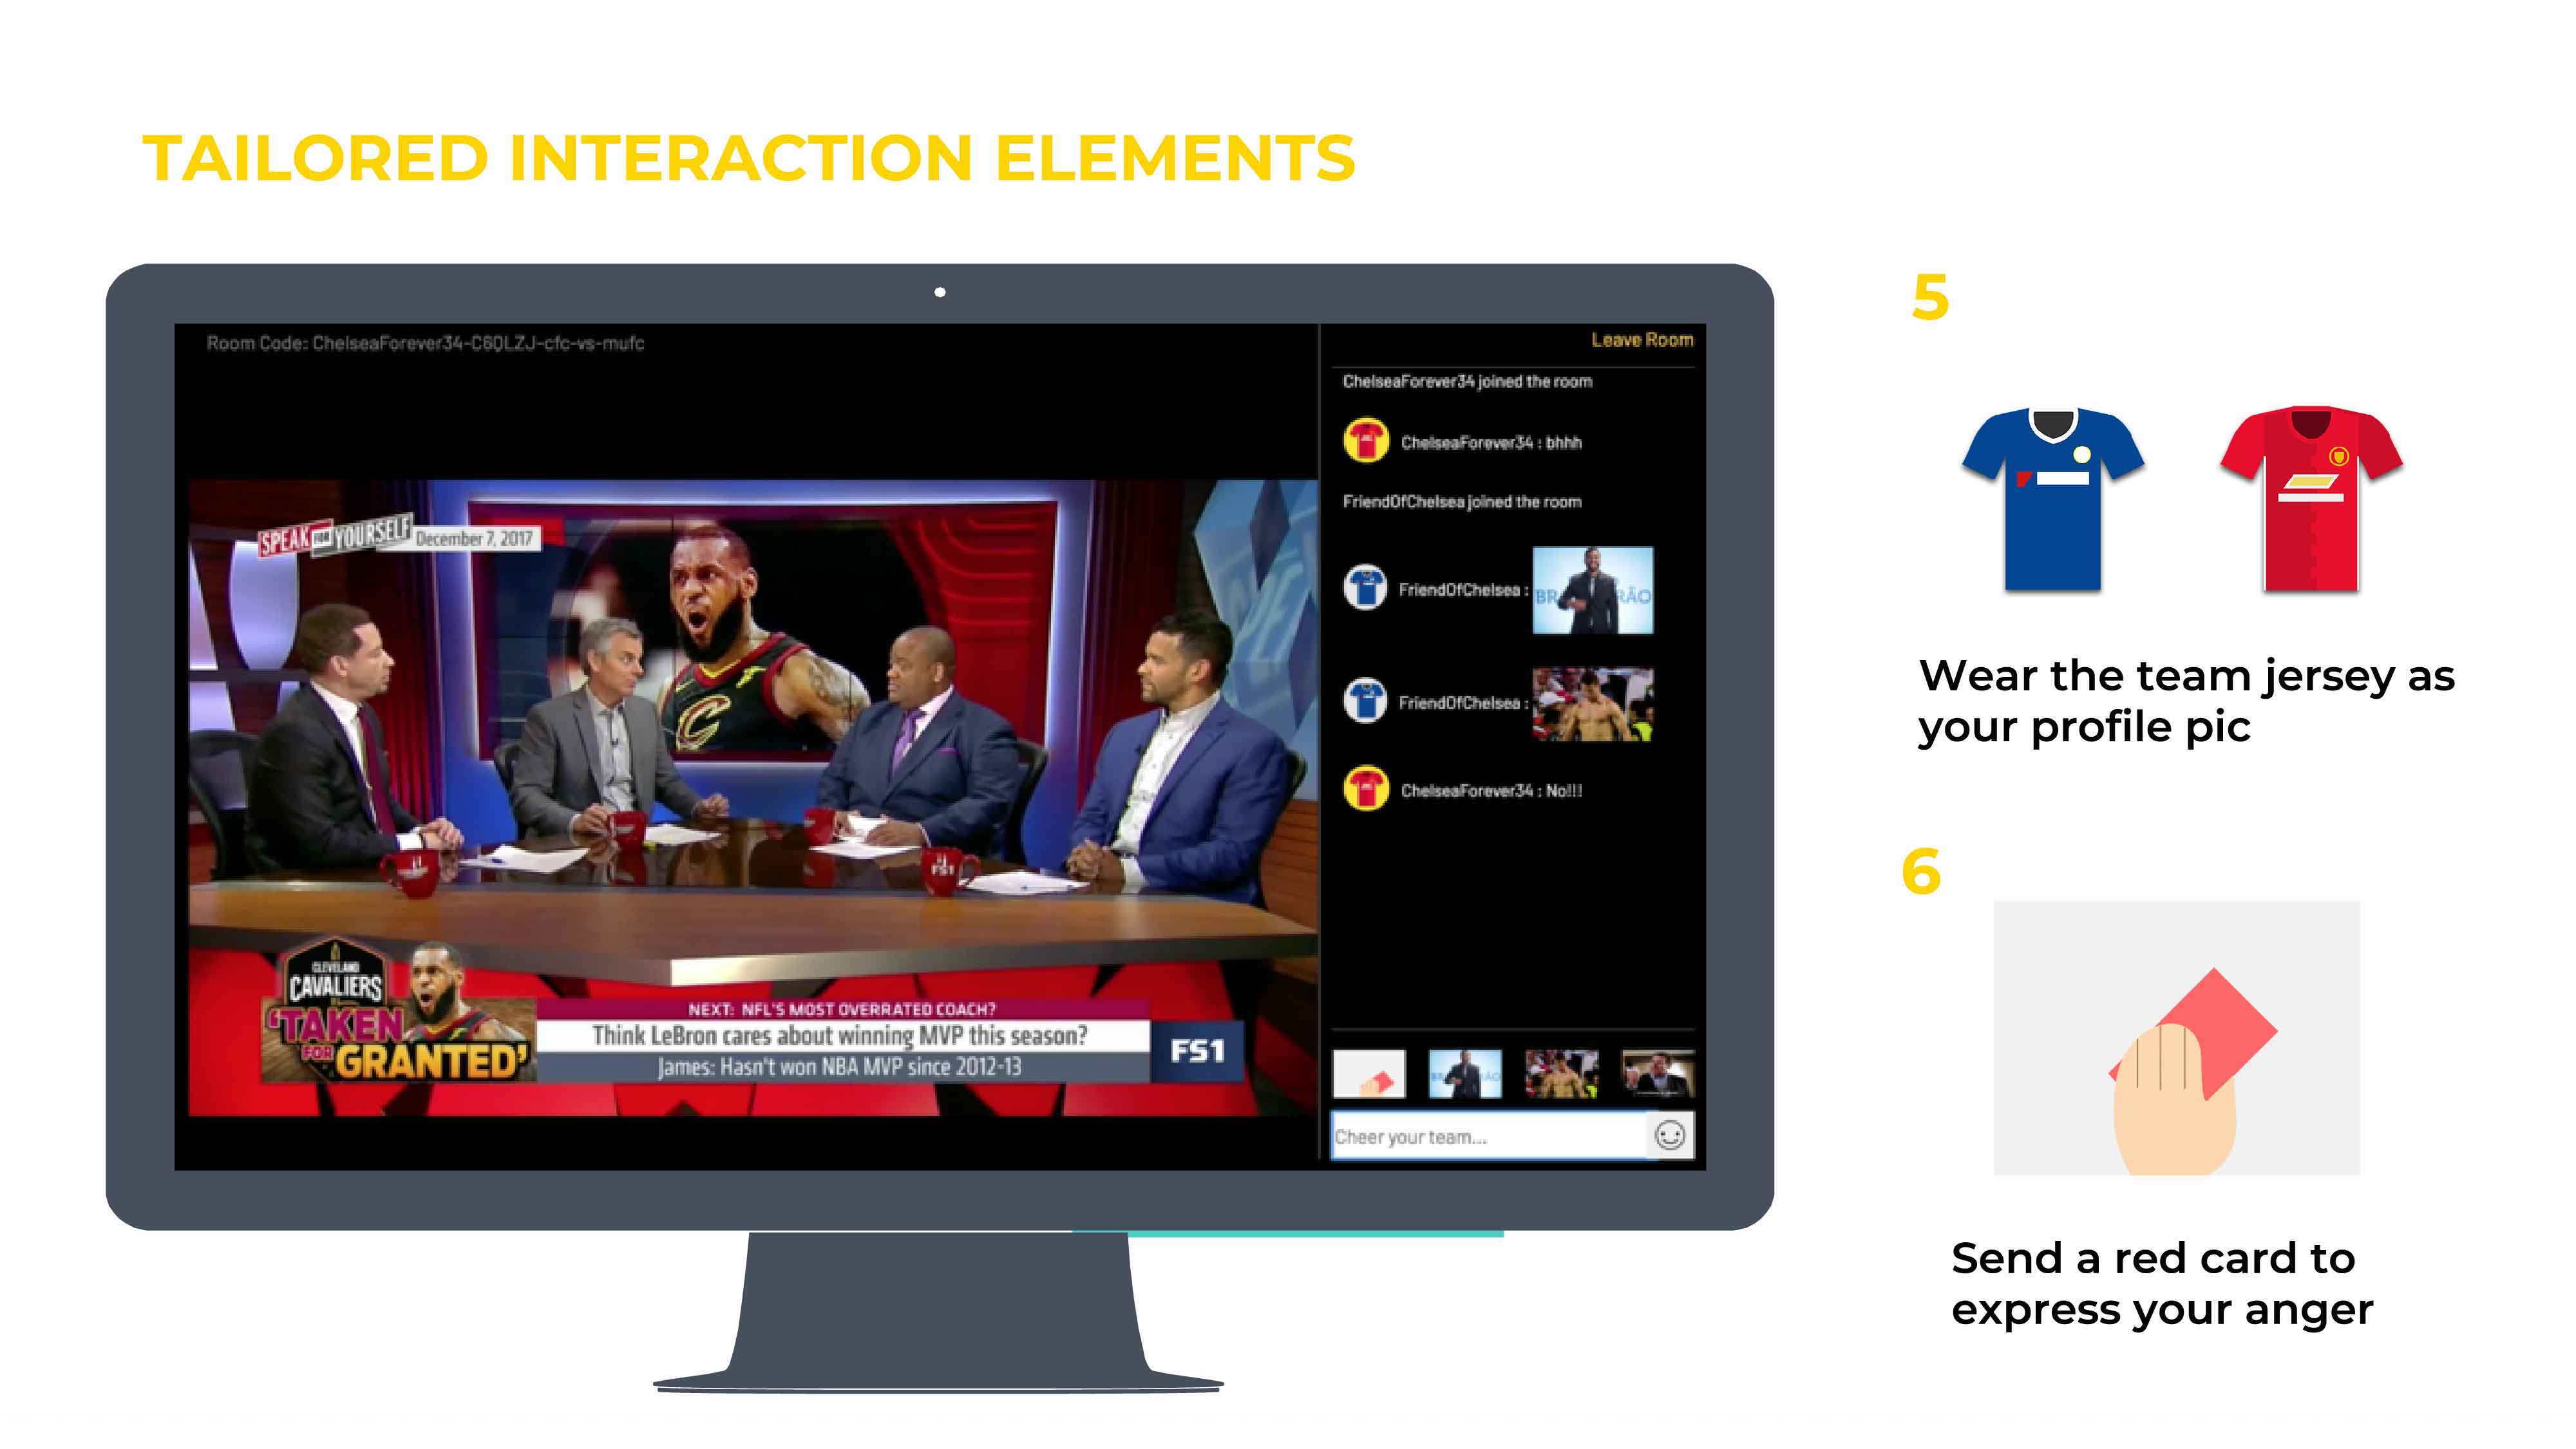 TAILORED INTERACTION ELEMENTS
Room Code: ChelseaForever34-C6QLZJ-cfc-vs-mufc
Leave Room
ChelseaForever34 joined the room
ChelseaForever34 : bhhh
FriendOfChelsea joined the room
FriendOfChelsea :
BRA RÃO
FriendOfChelsea :
ChelseaForever34 : No!!!
Cheer your team...
SPEAK FOR YOURSELF
December 7, 2017
FS1
CLEVELAND
CAVALIERS
'TAKEN
FOR
GRANTED'
NEXT: NFL'S MOST OVERRATED COACH?
Think LeBron cares about winning MVP this season?
James: Hasn't won NBA MVP since 2012-13
FS1
5
Wear the team jersey as
your profile pic
6
Send a red card to
express your anger